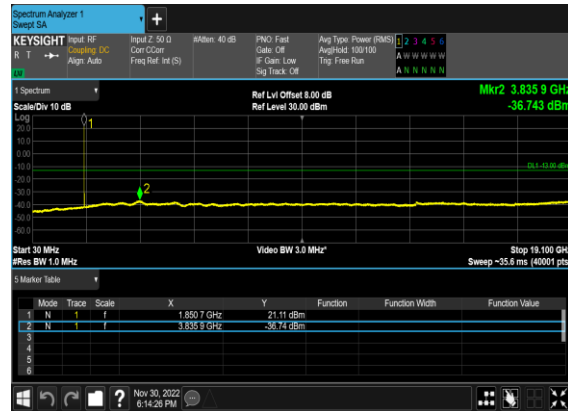 Spectrum Analyzer 1
Swept SA
+
KEYSIGHT Input: RF Input Z: 50 Ω #Atten: 40 dB PNO: Fast Avg Type: Power (RMS) 1 2 3 4 5 6
R T Coupling: DC Corr CCorr Gate: Off Avg|Hold: 100/100 A W W W W W
Align: Auto Freq Ref: Int (S) IF Gain: Low Trig: Free Run
Sig Track: Off A N N N N N
1 Spectrum Ref Lvl Offset 8.00 dB Mkr2 3.835 9 GHz
Scale/Div 10 dB Ref Level 30.00 dBm -36.743 dBm
Log
1
20.0
10.0
0.00
-10.0
DL1 -13.00 dBm
-20.0
-30.0
2
-40.0
-50.0
-60.0
Start 30 MHz Video BW 3.0 MHz* Stop 19.100 GHz
#Res BW 1.0 MHz Sweep ~35.6 ms (40001 pts)
5 Marker Table
Mode Trace Scale X Y Function Function Width Function Value
1 N 1 f 1.850 7 GHz 21.11 dBm
2 N 1 f 3.835 9 GHz -36.74 dBm
3
4
5
6
? Nov 30, 2022
6:14:26 PM